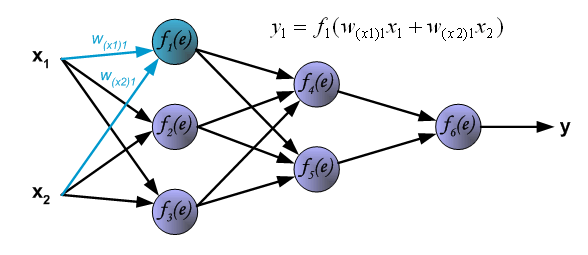 y₁ = f₁(w₍ₓ₁₎₁x₁ + w₍ₓ₂₎₁x₂)
w₍ₓ₁₎₁
f₁(e)
x₁
w₍ₓ₂₎₁
f₄(e)
f₂(e)
f₆(e)
y
f₅(e)
x₂
f₃(e)